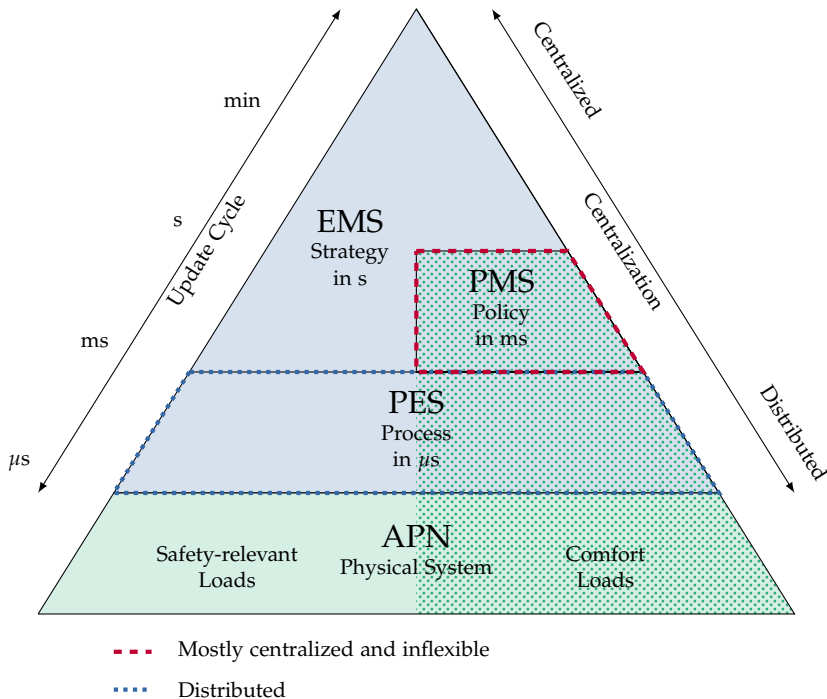 min
s
ms
μs
Update Cycle
Centralized
Centralization
Distributed
EMS
Strategy
in s
PMS
Policy
in ms
PES
Process
in μs
APN
Physical System
Safety-relevant
Loads
Comfort
Loads
Mostly centralized and inflexible
Distributed